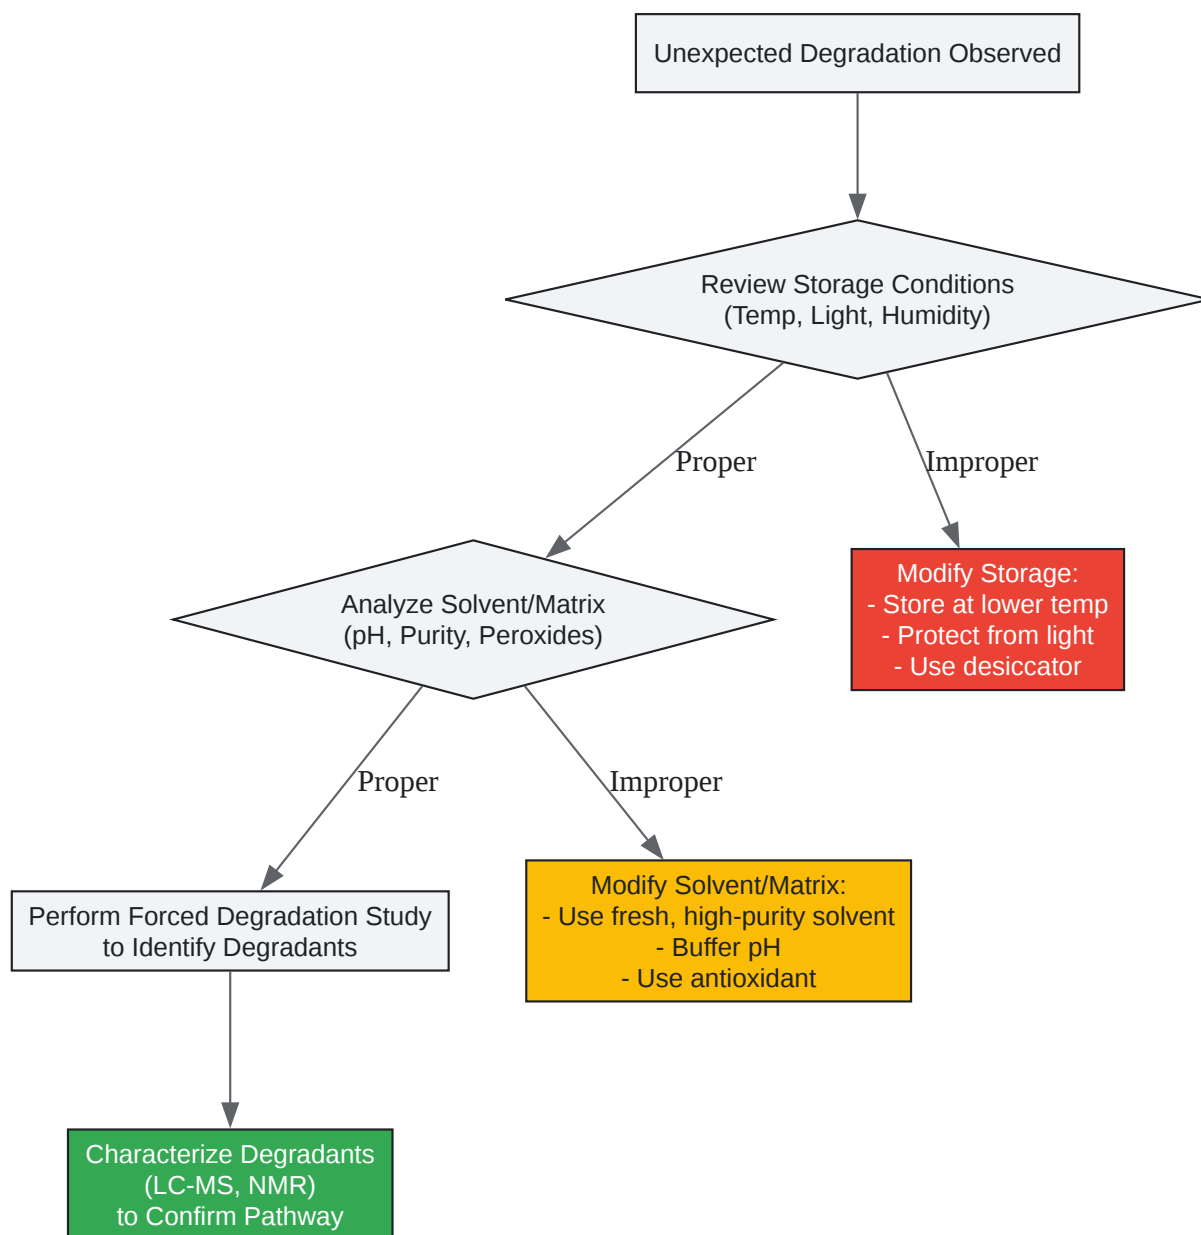 Unexpected Degradation Observed
Review Storage Conditions
(Temp, Light, Humidity)
Proper
Improper
Analyze Solvent/Matrix
(pH, Purity, Peroxides)
Modify Storage:
- Store at lower temp
- Protect from light
- Use desiccator
Proper
Improper
Perform Forced Degradation Study
to Identify Degradants
Modify Solvent/Matrix:
- Use fresh, high-purity solvent
- Buffer pH
- Use antioxidant
Characterize Degradants
(LC-MS, NMR)
to Confirm Pathway